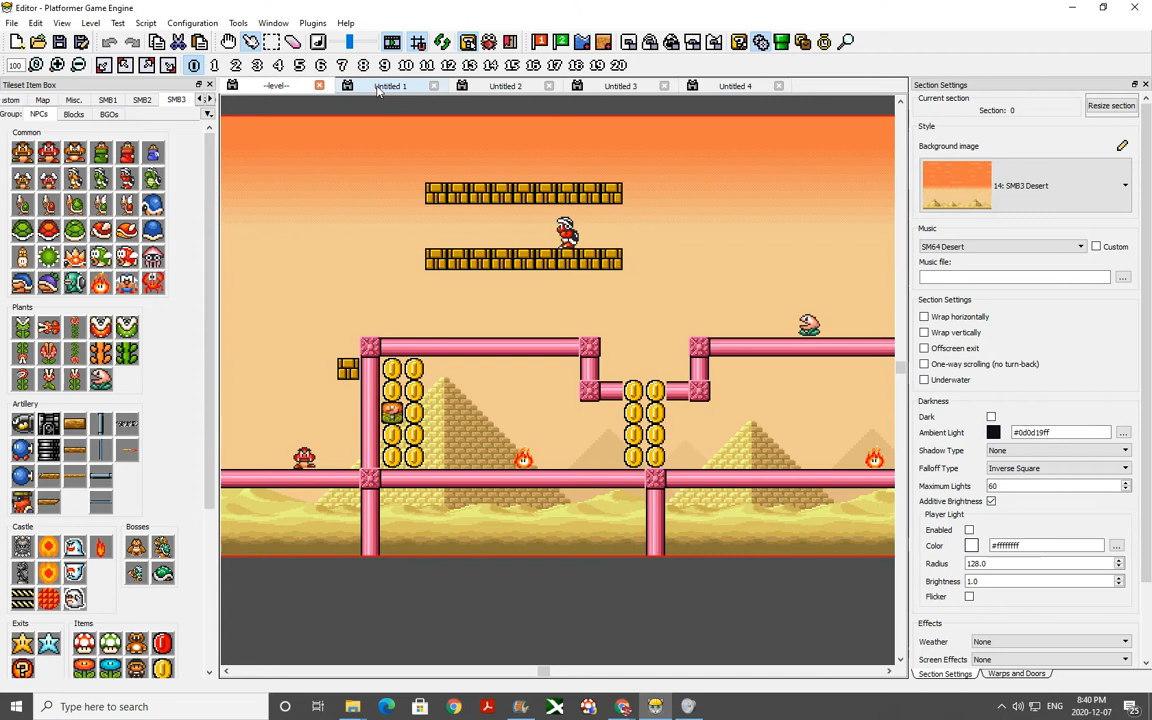 Editor - Platformer Game Engine
File Edit View Level Test Script Configuration Tools Window Plugins Help
100 1 2 3 4 5 6 7 8 9 10 11 12 13 14 15 16 17 18 19 20
Tileset Item Box
--level-- Untitled 1 Untitled 2 Untitled 3 Untitled 4
Section Settings
ustom Map Misc. SMB1 SMB2 SMB3
Group: NPCs Blocks BGOs
Common
Plants
Artillery
Castle Bosses
Exits Items
Current section
Section: 0 Resize section
Style
Background image
14: SMB3 Desert
Music
SM64 Desert Custom
Music file:
...
Section Settings
Wrap horizontally
Wrap vertically
Offscreen exit
One-way scrolling (no turn-back)
Underwater
Darkness
Dark
Ambient Light #0d0d19ff ...
Shadow Type None
Falloff Type Inverse Square
Maximum Lights 60
Additive Brightness
Player Light
Enabled
Color #ffffffff ...
Radius 128.0
Brightness 1.0
Flicker
Effects
Weather None
Screen Effects None
Section Settings Warps and Doors
Type here to search
ENG
8:40 PM
2020-12-07
25